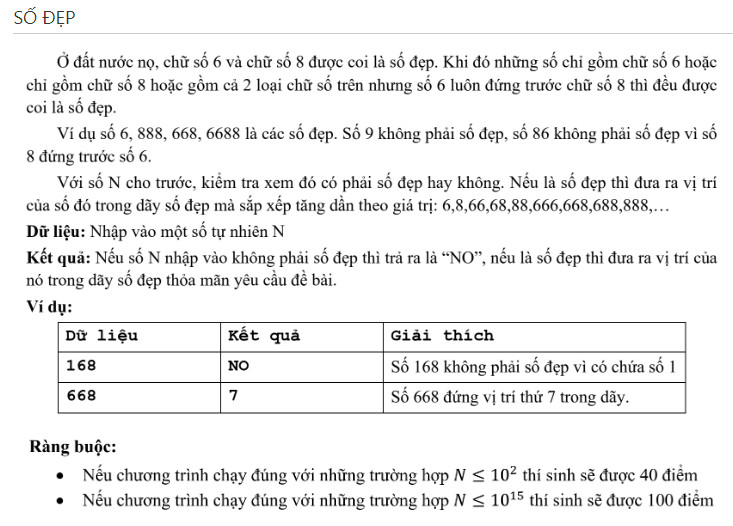 SỐ ĐẸP
Ở đất nước nọ, chữ số 6 và chữ số 8 được coi là số đẹp. Khi đó những số chỉ gồm chữ số 6 hoặc
chỉ gồm chữ số 8 hoặc gồm cả 2 loại chữ số trên nhưng số 6 luôn đứng trước chữ số 8 thì đều được
coi là số đẹp.
Ví dụ số 6, 888, 668, 6688 là các số đẹp. Số 9 không phải số đẹp, số 86 không phải số đẹp vì số
8 đứng trước số 6.
Với số N cho trước, kiểm tra xem đó có phải số đẹp hay không. Nếu là số đẹp thì đưa ra vị trí
của số đó trong dãy số đẹp mà sắp xếp tăng dần theo giá trị: 6,8,66,68,88,666,668,688,888,…
Dữ liệu: Nhập vào một số tự nhiên N
Kết quả: Nếu số N nhập vào không phải số đẹp thì trả ra là “NO”, nếu là số đẹp thì đưa ra vị trí của
nó trong dãy số đẹp thỏa mãn yêu cầu đề bài.
Ví dụ:
Dữ liệu Kết quả Giải thích
168 NO Số 168 không phải số đẹp vì có chứa số 1
668 7 Số 668 đứng vị trí thứ 7 trong dãy.
Ràng buộc:
• Nếu chương trình chạy đúng với những trường hợp N ≤ 10² thí sinh sẽ được 40 điểm
• Nếu chương trình chạy đúng với những trường hợp N ≤ 10¹⁵ thí sinh sẽ được 100 điểm